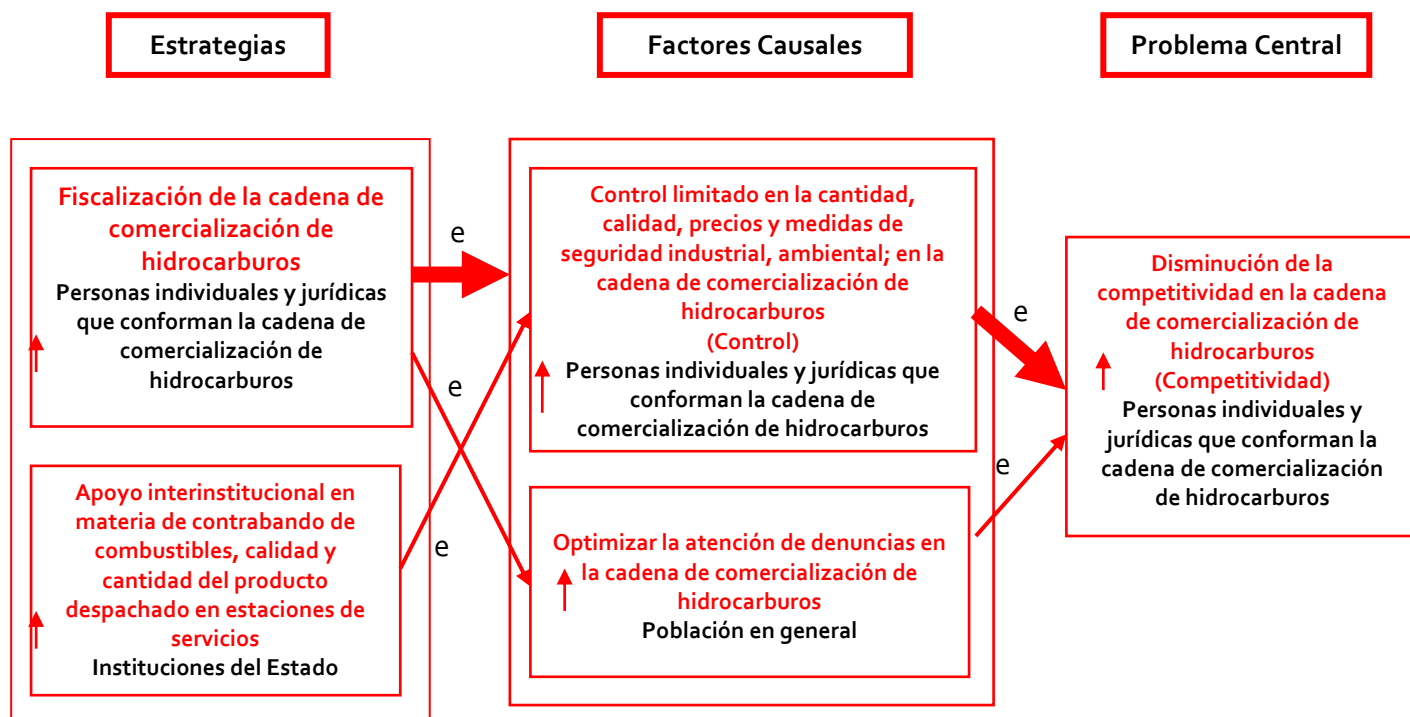 Estrategias
Factores Causales
Problema Central
Fiscalización de la cadena de
comercialización de
hidrocarburos
Personas individuales y jurídicas
que conforman la cadena de
comercialización de
hidrocarburos
Apoyo interinstitucional en
materia de contrabando de
combustibles, calidad y
cantidad del producto
despachado en estaciones de
servicios
Instituciones del Estado
e
e
e
Control limitado en la cantidad,
calidad, precios y medidas de
seguridad industrial, ambiental; en la
cadena de comercialización de
hidrocarburos
(Control)
Personas individuales y jurídicas que
conforman la cadena de
comercialización de hidrocarburos
Optimizar la atención de denuncias en
la cadena de comercialización de
hidrocarburos
Población en general
e
e
Disminución de la
competitividad en la cadena
de comercialización de
hidrocarburos
(Competitividad)
Personas individuales y
jurídicas que conforman la
cadena de comercialización
de hidrocarburos